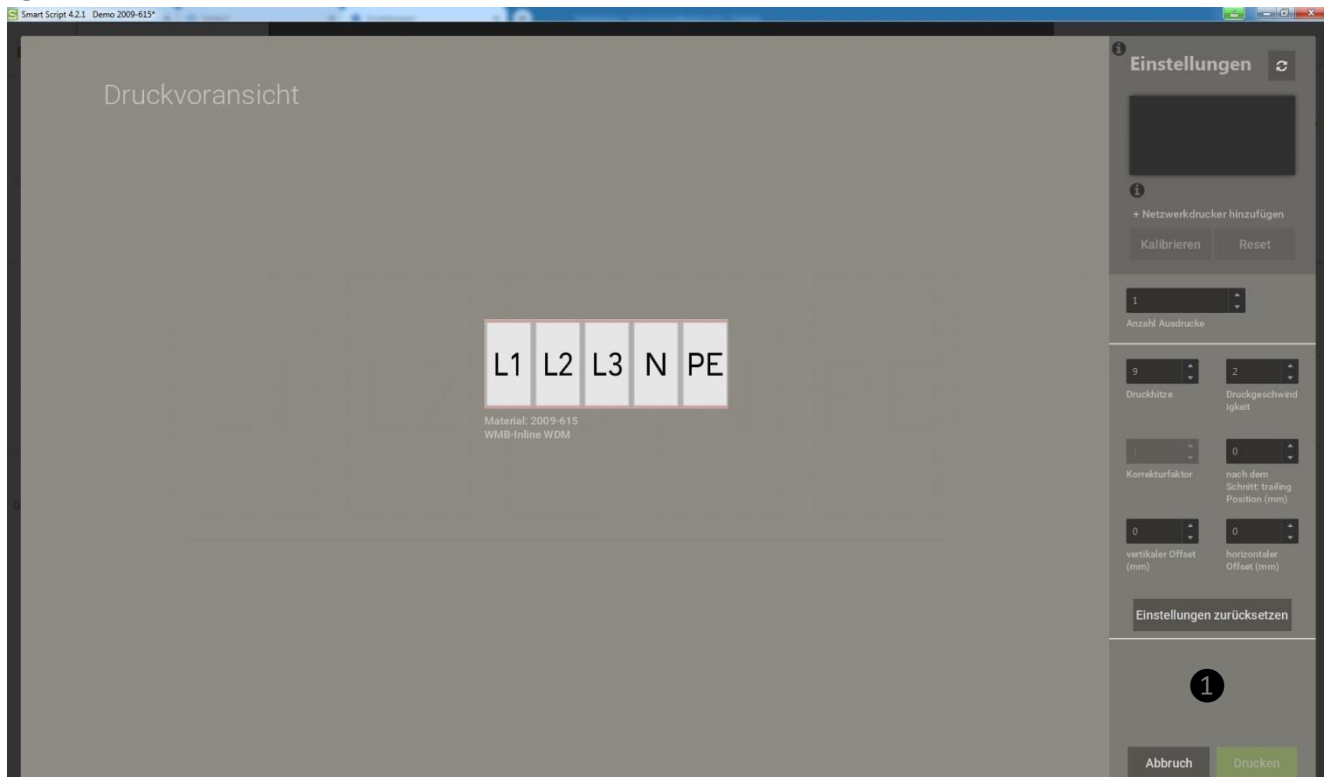 Smart Script 4.2.1 Demo 2009-615*
Druckvoransicht
L1 L2 L3 N PE
Material: 2009-615
WMB-Inline WDM
Einstellungen
+ Netzwerkdrucker hinzufügen
Kalibrieren Reset
1
Anzahl Ausdrucke
9 2
Druckhitze Druckgeschwind
igkeit
0
Korrekturfaktor nach dem
Schnitt: trailing
Position (mm)
0 0
vertikaler Offset horizontaler
(mm) Offset (mm)
Einstellungen zurücksetzen
1
Abbruch Drucken